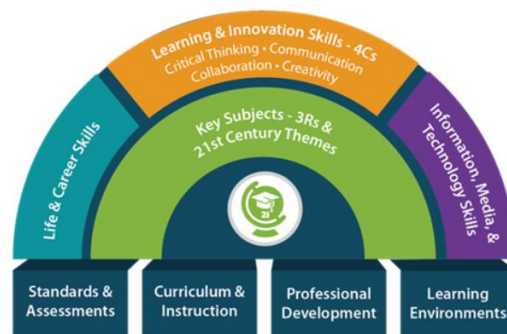 Learning & Innovation Skills - 4Cs
Critical Thinking • Communication
Collaboration • Creativity
Life & Career Skills
Key Subjects - 3Rs &
21st Century Themes
Information, Media, &
Technology Skills
21
Standards &
Assessments
Curriculum &
Instruction
Professional
Development
Learning
Environments